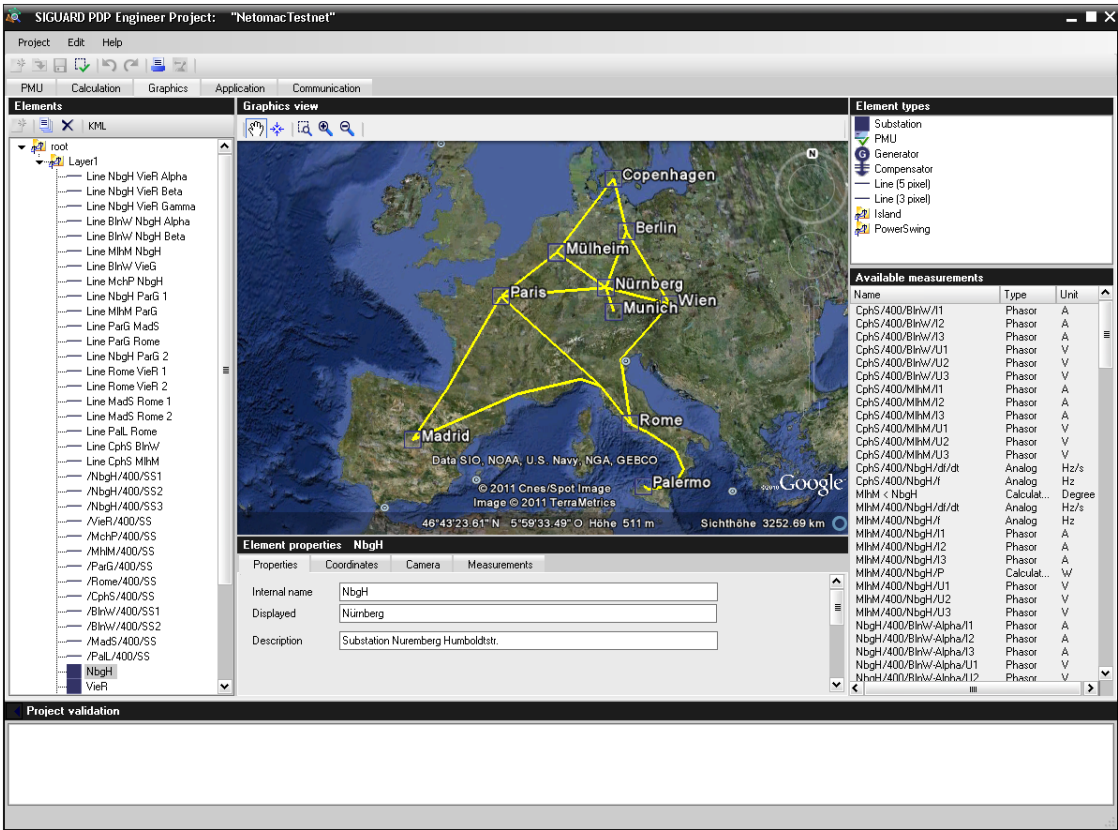 SIGUARD PDP Engineer Project: "NetomacTestnet"
Project Edit Help
PMU Calculation Graphics Application Communication
Elements
KML
root
Layer1
Line NbgH VieR Alpha
Line NbgH VieR Beta
Line NbgH VieR Gamma
Line BlnW NbgH Alpha
Line BlnW NbgH Beta
Line MlhM NbgH
Line BlnW VieG
Line MchP NbgH
Line NbgH ParG 1
Line MlhM ParG
Line ParG MadS
Line ParG Rome
Line NbgH ParG 2
Line Rome VieR 1
Line Rome VieR 2
Line MadS Rome 1
Line MadS Rome 2
Line PalL Rome
Line CphS BlnW
Line CphS MlhM
/NbgH/400/SS1
/NbgH/400/SS2
/NbgH/400/SS3
/VieR/400/SS
/MchP/400/SS
/MhlM/400/SS
/ParG/400/SS
/Rome/400/SS
/CphS/400/SS
/BlnW/400/SS1
/BlnW/400/SS2
/MadS/400/SS
/PalL/400/SS
NbgH
VieR
Graphics view
N
Copenhagen
Berlin
Mülheim
Nürnberg
Paris
Wien
Munich
Rome
Madrid
Data SIO, NOAA, U.S. Navy, NGA, GEBCO
Palermo
© 2011 Cnes/Spot Image
©2010 Google
Image © 2011 TerraMetrics
46°43'23.61" N 5°59'33.49" O Höhe 511 m Sichthöhe 3252.69 km
Element properties NbgH
Properties Coordinates Camera Measurements
Internal name NbgH
Displayed Nürnberg
Description Substation Nuremberg Humboldtstr.
Element types
Substation
PMU
G Generator
Compensator
Line (5 pixel)
Line (3 pixel)
Island
PowerSwing
Available measurements
Name Type Unit
CphS/400/BlnW/I1 Phasor A
CphS/400/BlnW/I2 Phasor A
CphS/400/BlnW/I3 Phasor A
CphS/400/BlnW/U1 Phasor V
CphS/400/BlnW/U2 Phasor V
CphS/400/BlnW/U3 Phasor V
CphS/400/MlhM/I1 Phasor A
CphS/400/MlhM/I2 Phasor A
CphS/400/MlhM/I3 Phasor A
CphS/400/MlhM/U1 Phasor V
CphS/400/MlhM/U2 Phasor V
CphS/400/MlhM/U3 Phasor V
CphS/400/NbgH/df/dt Analog Hz/s
CphS/400/NbgH/f Analog Hz
MlhM < NbgH Calculat... Degree
MlhM/400/NbgH/df/dt Analog Hz/s
MlhM/400/NbgH/f Analog Hz
MlhM/400/NbgH/I1 Phasor A
MlhM/400/NbgH/I2 Phasor A
MlhM/400/NbgH/I3 Phasor A
MlhM/400/NbgH/P Calculat... W
MlhM/400/NbgH/U1 Phasor V
MlhM/400/NbgH/U2 Phasor V
MlhM/400/NbgH/U3 Phasor V
NbgH/400/BlnW-Alpha/I1 Phasor A
NbgH/400/BlnW-Alpha/I2 Phasor A
NbgH/400/BlnW-Alpha/I3 Phasor A
NbgH/400/BlnW-Alpha/U1 Phasor V
NbgH/400/BlnW-Alpha/U2 Phasor V
Project validation